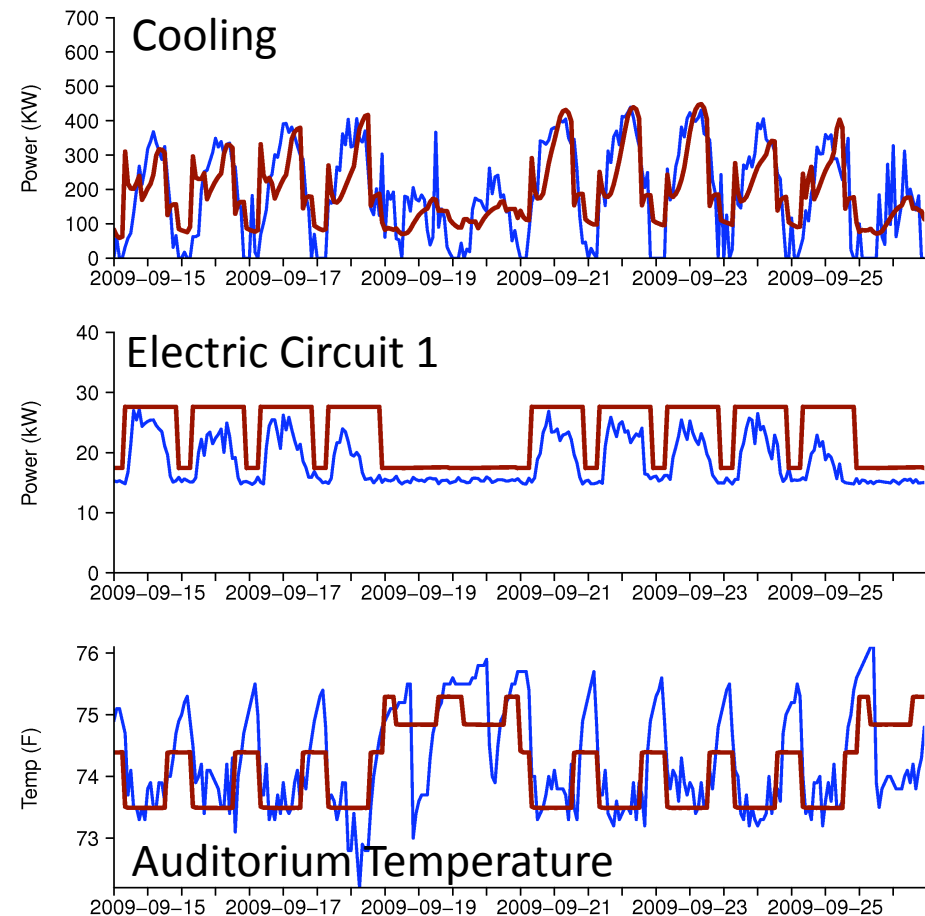 Cooling
Power (KW)
700
600
500
400
300
200
100
0
2009−09−15 2009−09−17 2009−09−19 2009−09−21 2009−09−23 2009−09−25
Electric Circuit 1
Power (kW)
40
30
20
10
0
2009−09−15 2009−09−17 2009−09−19 2009−09−21 2009−09−23 2009−09−25
Temp (F)
76
75
74
73
Auditorium Temperature
2009−09−15 2009−09−17 2009−09−19 2009−09−21 2009−09−23 2009−09−25